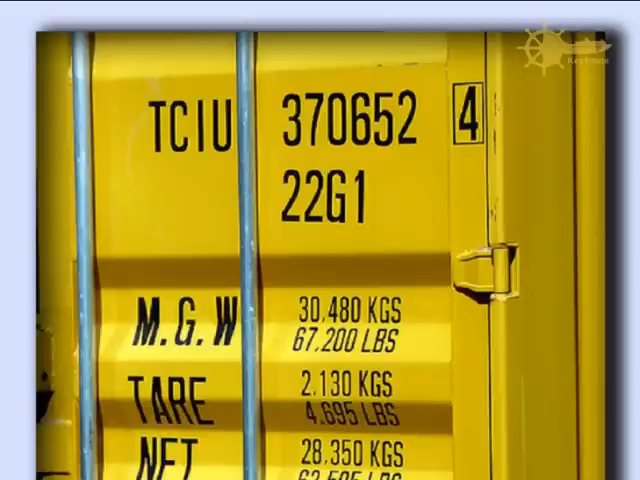 TCIU 370652 4
22G1
M.G.W 30,480 KGS
67.200 LBS
TARE 2,130 KGS
4,695 LBS
NET 28,350 KGS
LBS